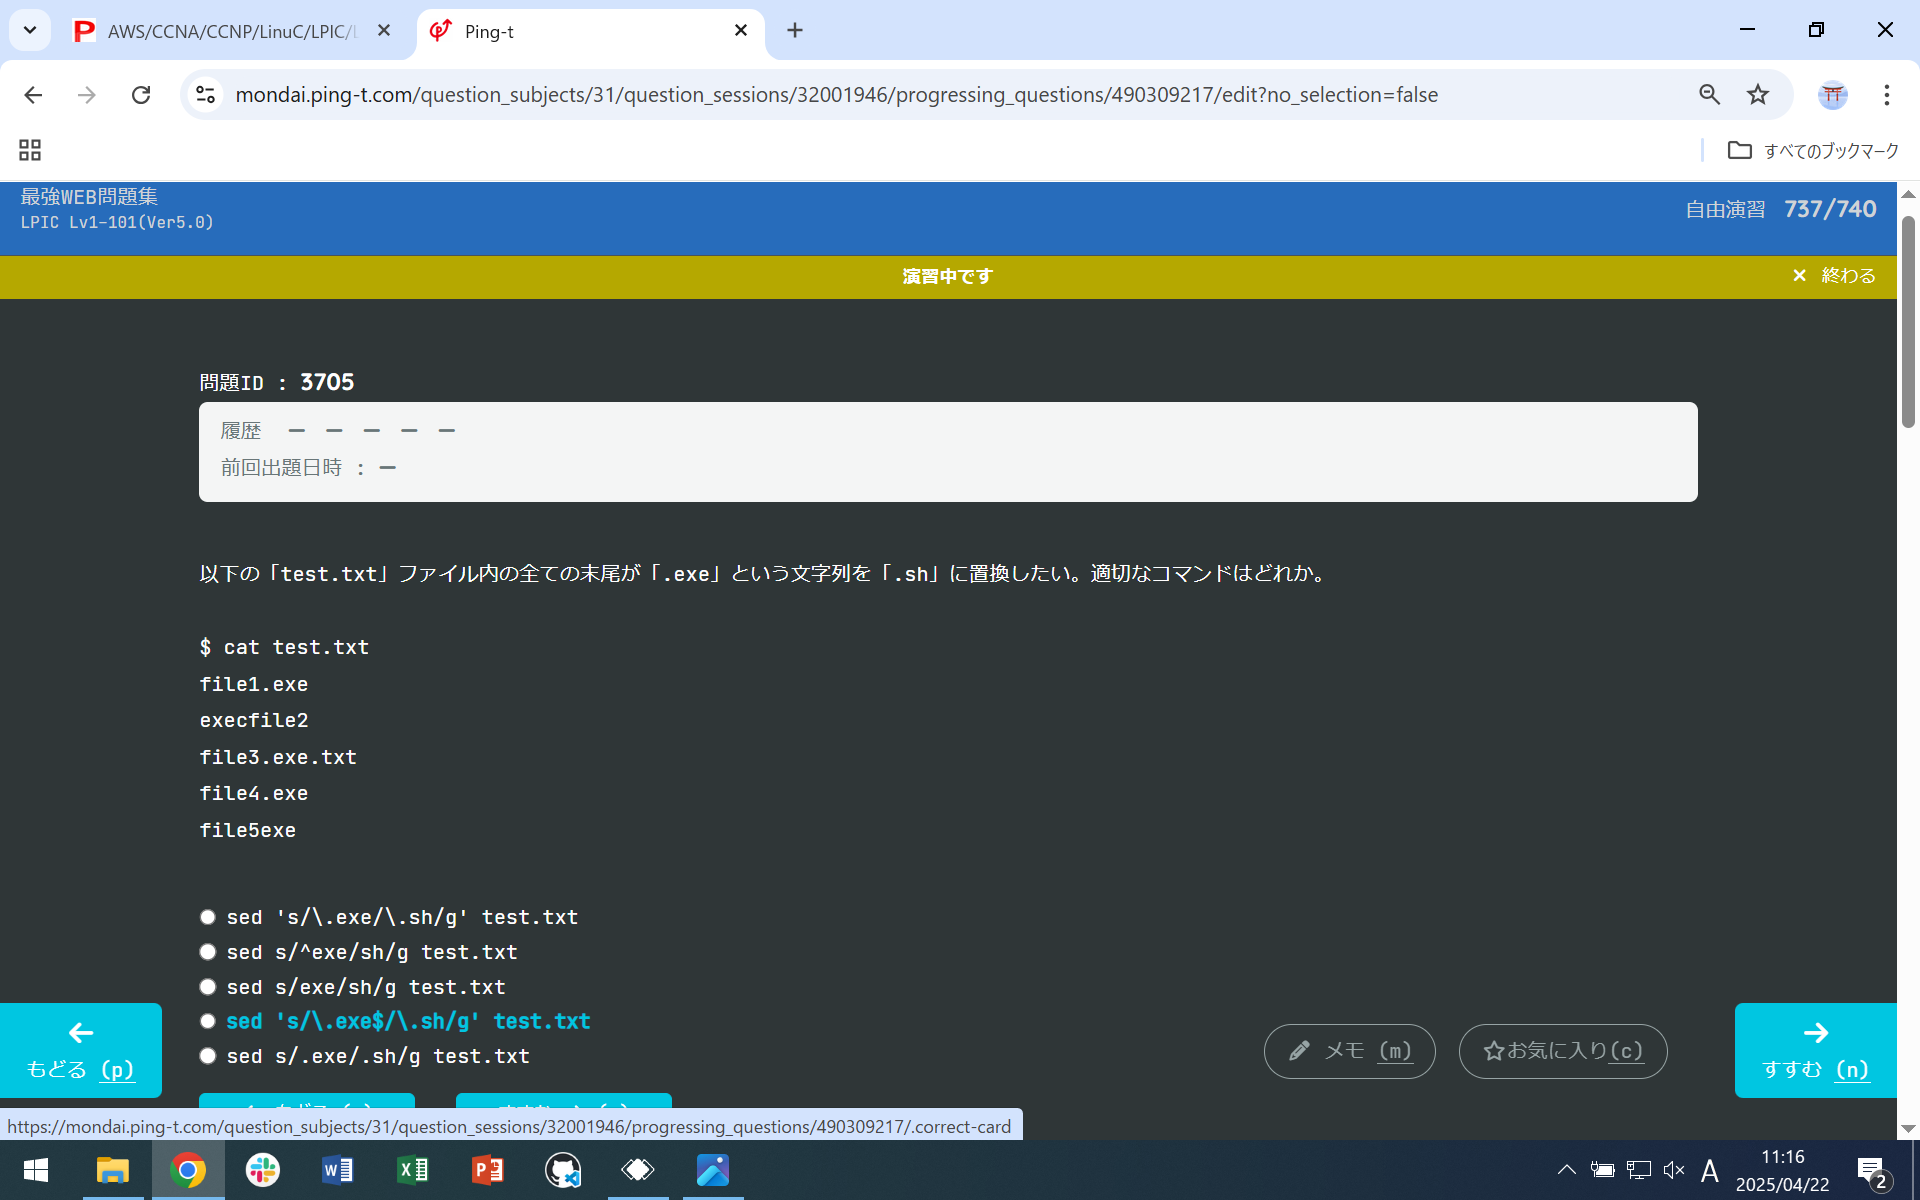 AWS/CCNA/CCNP/LinuC/LPIC/
Ping-t
mondai.ping-t.com/question_subjects/31/question_sessions/32001946/progressing_questions/490309217/edit?no_selection=false
すべてのブックマーク
最強WEB問題集
LPIC Lv1-101(Ver5.0)
自由演習 737/740
演習中です
× 終わる
問題ID : 3705
履歴 － － － － －
前回出題日時 : －
以下の「test.txt」ファイル内の全ての末尾が「.exe」という文字列を「.sh」に置換したい。適切なコマンドはどれか。
$ cat test.txt
file1.exe
execfile2
file3.exe.txt
file4.exe
file5exe
sed 's/\.exe/\.sh/g' test.txt
sed s/^exe/sh/g test.txt
sed s/exe/sh/g test.txt
sed 's/\.exe$/\.sh/g' test.txt
sed s/.exe/.sh/g test.txt
もどる (p)
メモ (m)
お気に入り(c)
すすむ (n)
https://mondai.ping-t.com/question_subjects/31/question_sessions/32001946/progressing_questions/490309217/.correct-card
A
11:16
2025/04/22
2